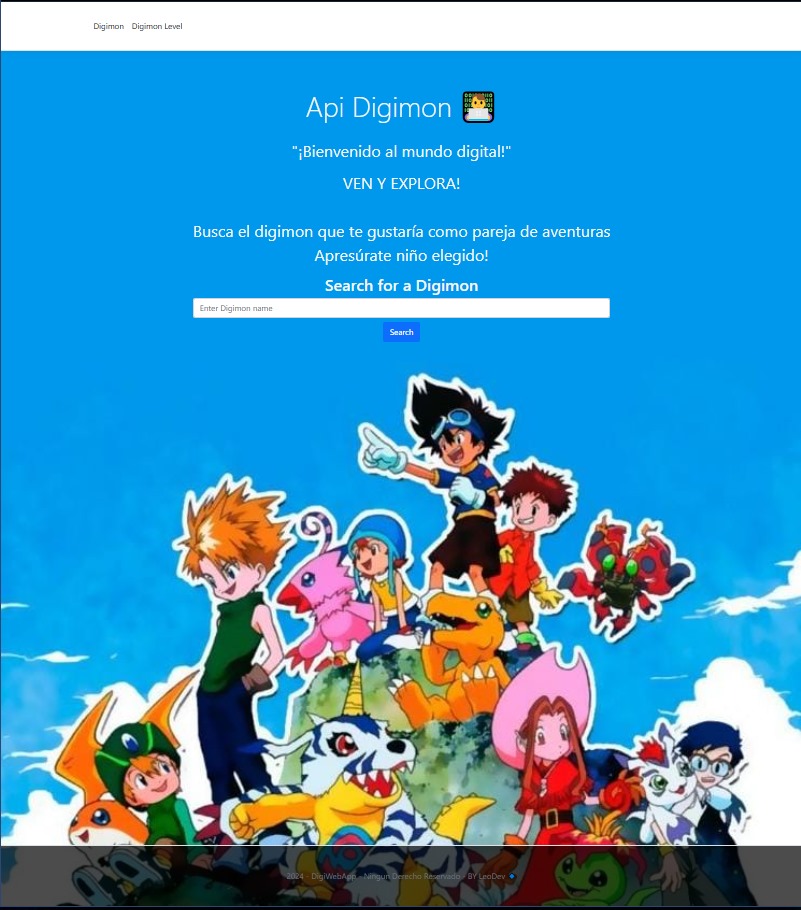 Digimon Digimon Level
Api Digimon
"¡Bienvenido al mundo digital!"
VEN Y EXPLORA!
Busca el digimon que te gustaría como pareja de aventuras
Apresúrate niño elegido!
Search for a Digimon
Enter Digimon name
Search
2024 - DigiWebApp - Ningun Derecho Reservado - BY LeoDev